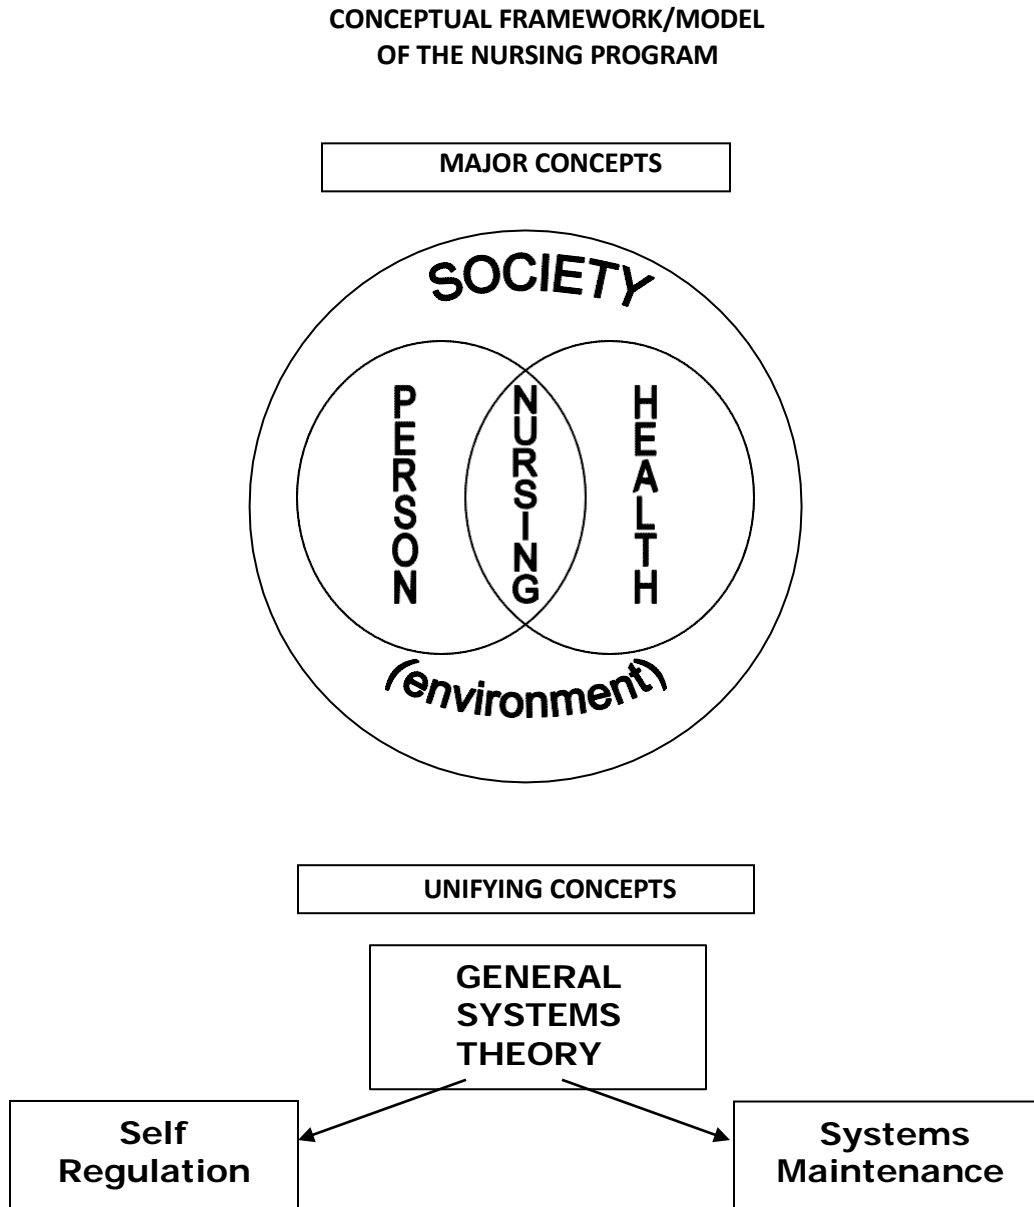 CONCEPTUAL FRAMEWORK/MODEL
OF THE NURSING PROGRAM
MAJOR CONCEPTS
SOCIETY
PERSON
NURSING
HEALTH
(environment)
UNIFYING CONCEPTS
GENERAL
SYSTEMS
THEORY
Self
Regulation
Systems
Maintenance